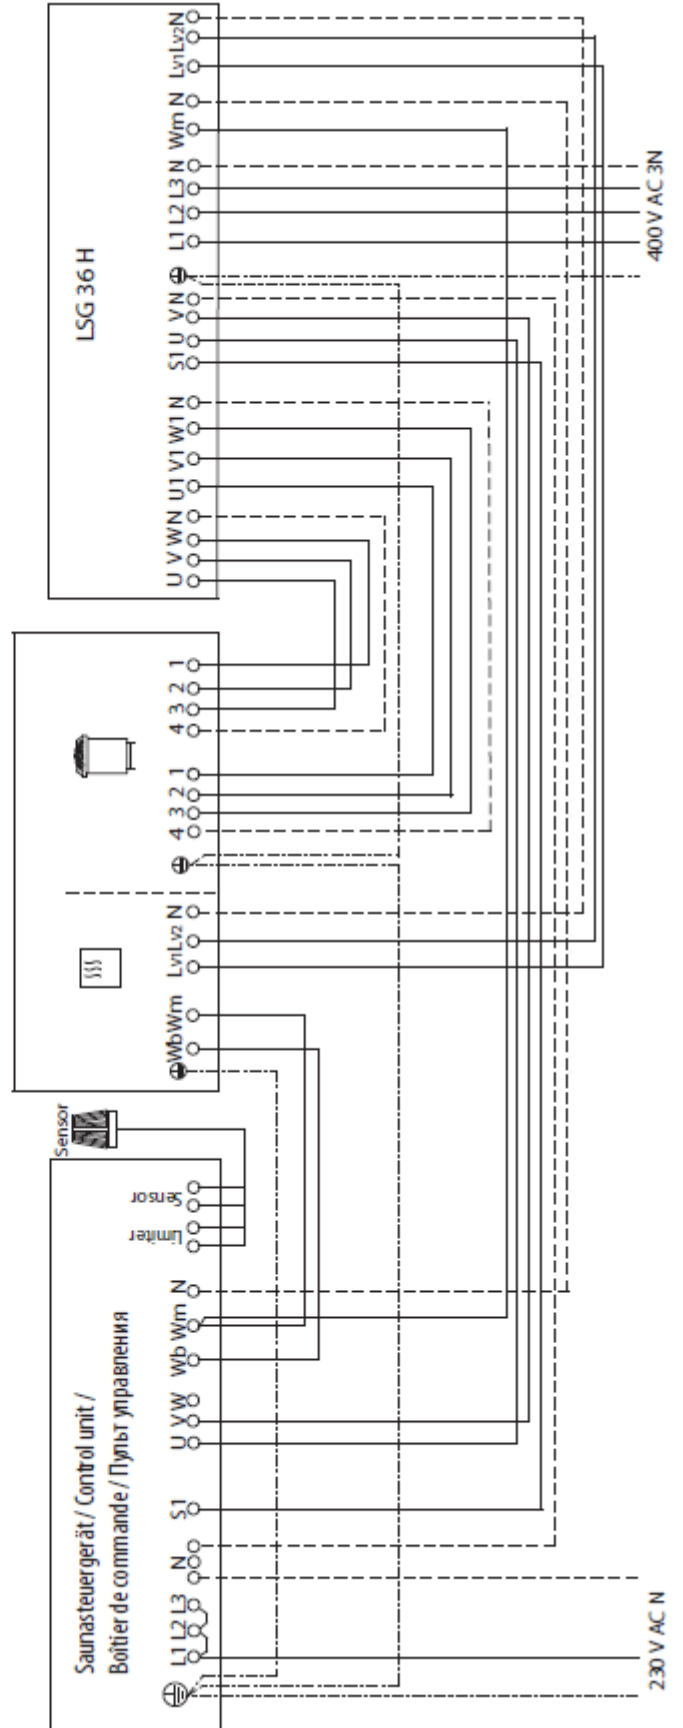 LSG 36 H
N
Lv2
Lv1
N
Wm
N
L3
L2
L1
N
V
U
S1
N
W1
V1
U1
N
W
V
U
400 V AC 3N
1
2
3
4
1
2
3
4
N
Lv2
Lv1
Wm
Wb
Sensor
Sensor
Limiter
N
Wm
Wb
W
V
U
S1
N
L3
L2
L1
Saunasteuergerät / Control unit /
Boîtier de commande / Пульт управления
230 V AC N